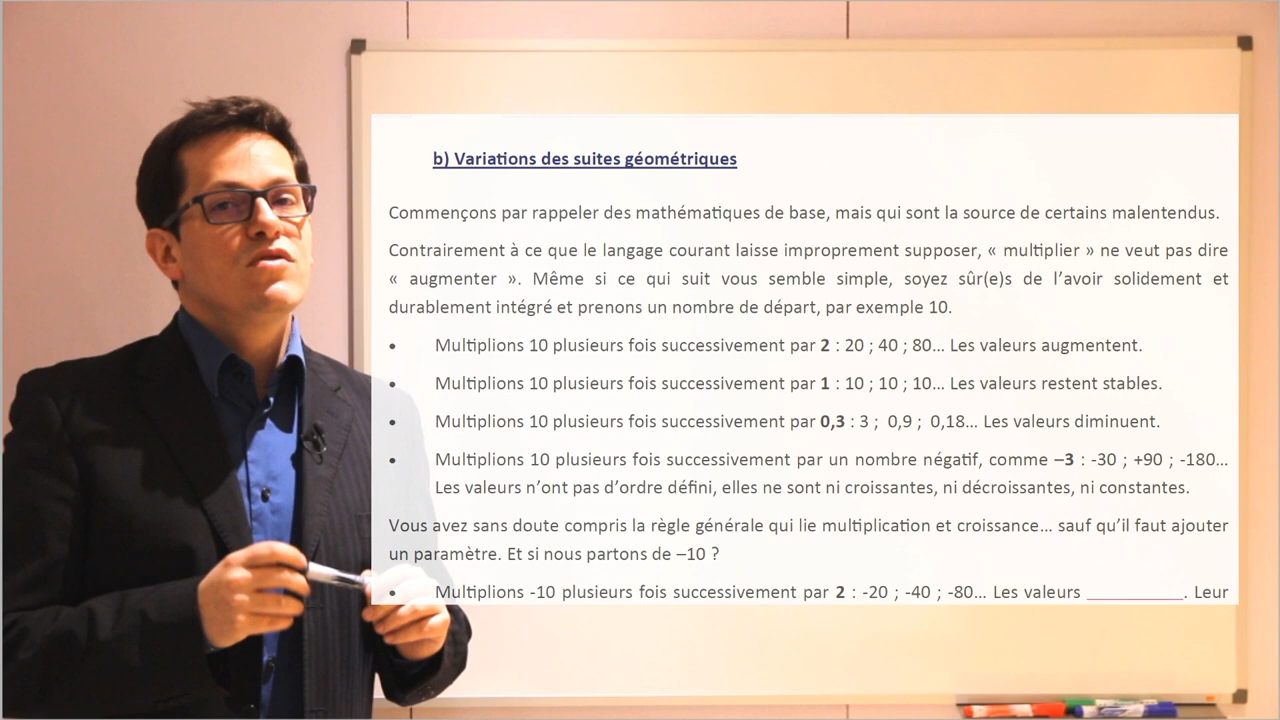 b) Variations des suites géométriques
Commençons par rappeler des mathématiques de base, mais qui sont la source de certains malentendus.
Contrairement à ce que le langage courant laisse improprement supposer, « multiplier » ne veut pas dire
« augmenter ». Même si ce qui suit vous semble simple, soyez sûr(e)s de l’avoir solidement et
durablement intégré et prenons un nombre de départ, par exemple 10.
• Multiplions 10 plusieurs fois successivement par 2 : 20 ; 40 ; 80... Les valeurs augmentent.
• Multiplions 10 plusieurs fois successivement par 1 : 10 ; 10 ; 10... Les valeurs restent stables.
• Multiplions 10 plusieurs fois successivement par 0,3 : 3 ; 0,9 ; 0,18... Les valeurs diminuent.
• Multiplions 10 plusieurs fois successivement par un nombre négatif, comme –3 : -30 ; +90 ; -180...
Les valeurs n’ont pas d’ordre défini, elles ne sont ni croissantes, ni décroissantes, ni constantes.
Vous avez sans doute compris la règle générale qui lie multiplication et croissance... sauf qu’il faut ajouter
un paramètre. Et si nous partons de –10 ?
• Multiplions -10 plusieurs fois successivement par 2 : -20 ; -40 ; -80... Les valeurs __________. Leur